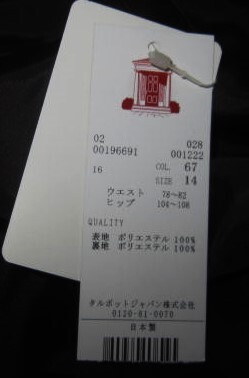 02 028
00196691 001222
16 COL. 67
SIZE 14
ウエスト 78～82
ヒップ 104～108
QUALITY
表地 ポリエステル 100%
裏地 ポリエステル 100%
タルボットジャパン株式会社
0120-81-0070
日本製